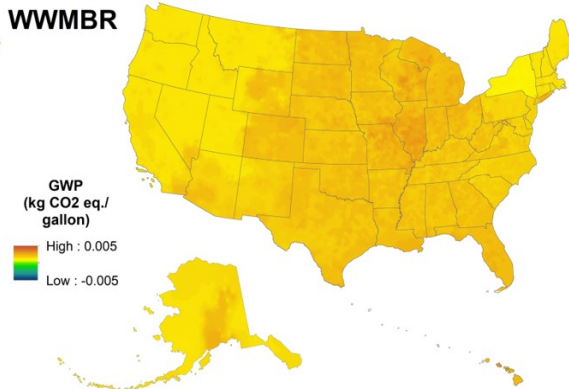 WWMBR
GWP
(kg CO2 eq./
gallon)
High : 0.005
Low : -0.005